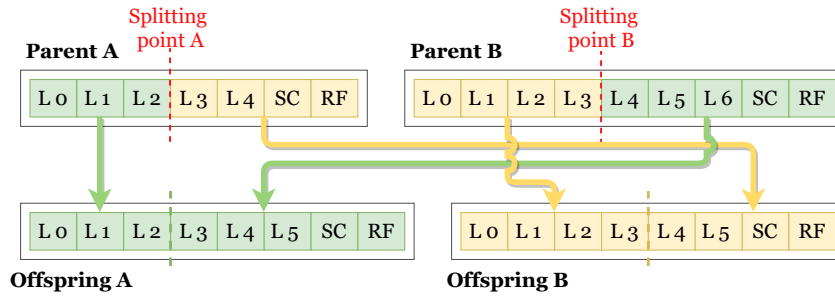 Splitting
point A
Splitting
point B
Parent A
Parent B
L 0 L 1 L 2 L 3 L 4 SC RF
L 0 L 1 L 2 L 3 L 4 L 5 L 6 SC RF
L 0 L 1 L 2 L 3 L 4 L 5 SC RF
L 0 L 1 L 2 L 3 L 4 L 5 SC RF
Offspring A
Offspring B